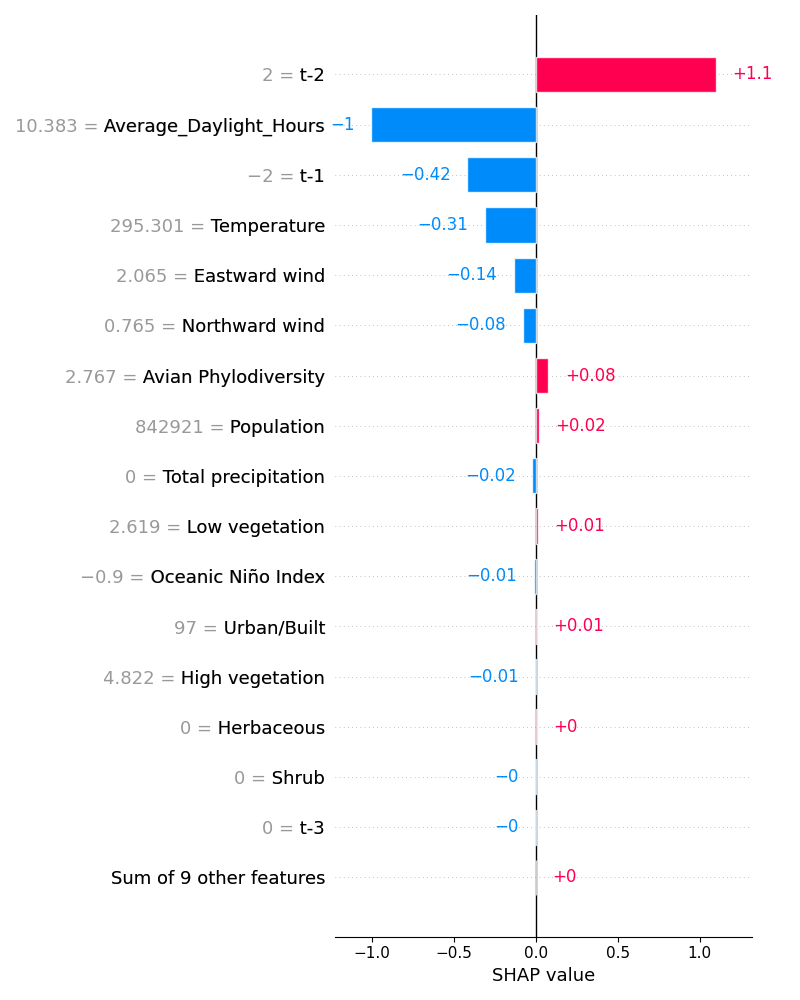 2 = t-2 +1.1
10.383 = Average_Daylight_Hours −1
−2 = t-1 −0.42
295.301 = Temperature −0.31
2.065 = Eastward wind −0.14
0.765 = Northward wind −0.08
2.767 = Avian Phylodiversity +0.08
842921 = Population +0.02
0 = Total precipitation −0.02
2.619 = Low vegetation +0.01
−0.9 = Oceanic Niño Index −0.01
97 = Urban/Built +0.01
4.822 = High vegetation −0.01
0 = Herbaceous +0
0 = Shrub −0
0 = t-3 −0
Sum of 9 other features +0
−1.0 −0.5 0.0 0.5 1.0
SHAP value